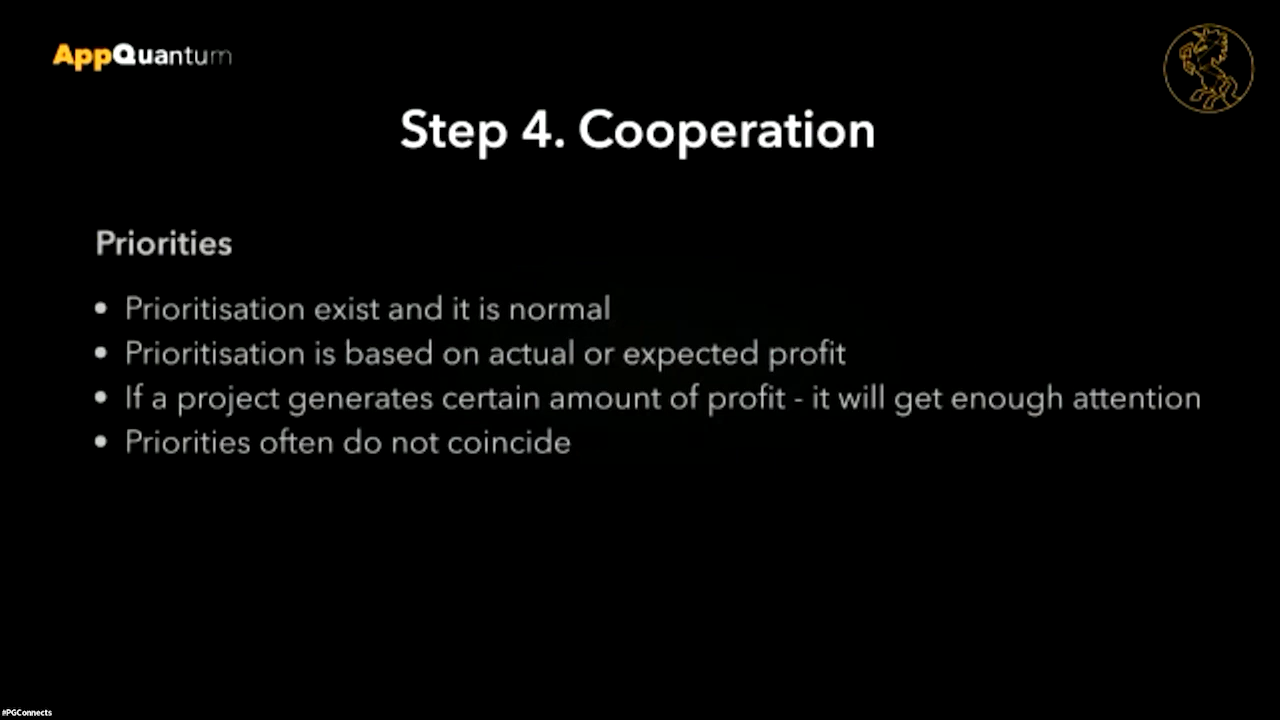 AppQuantum
Step 4. Cooperation
Priorities
• Prioritisation exist and it is normal
• Prioritisation is based on actual or expected profit
• If a project generates certain amount of profit - it will get enough attention
• Priorities often do not coincide
#PGConnects